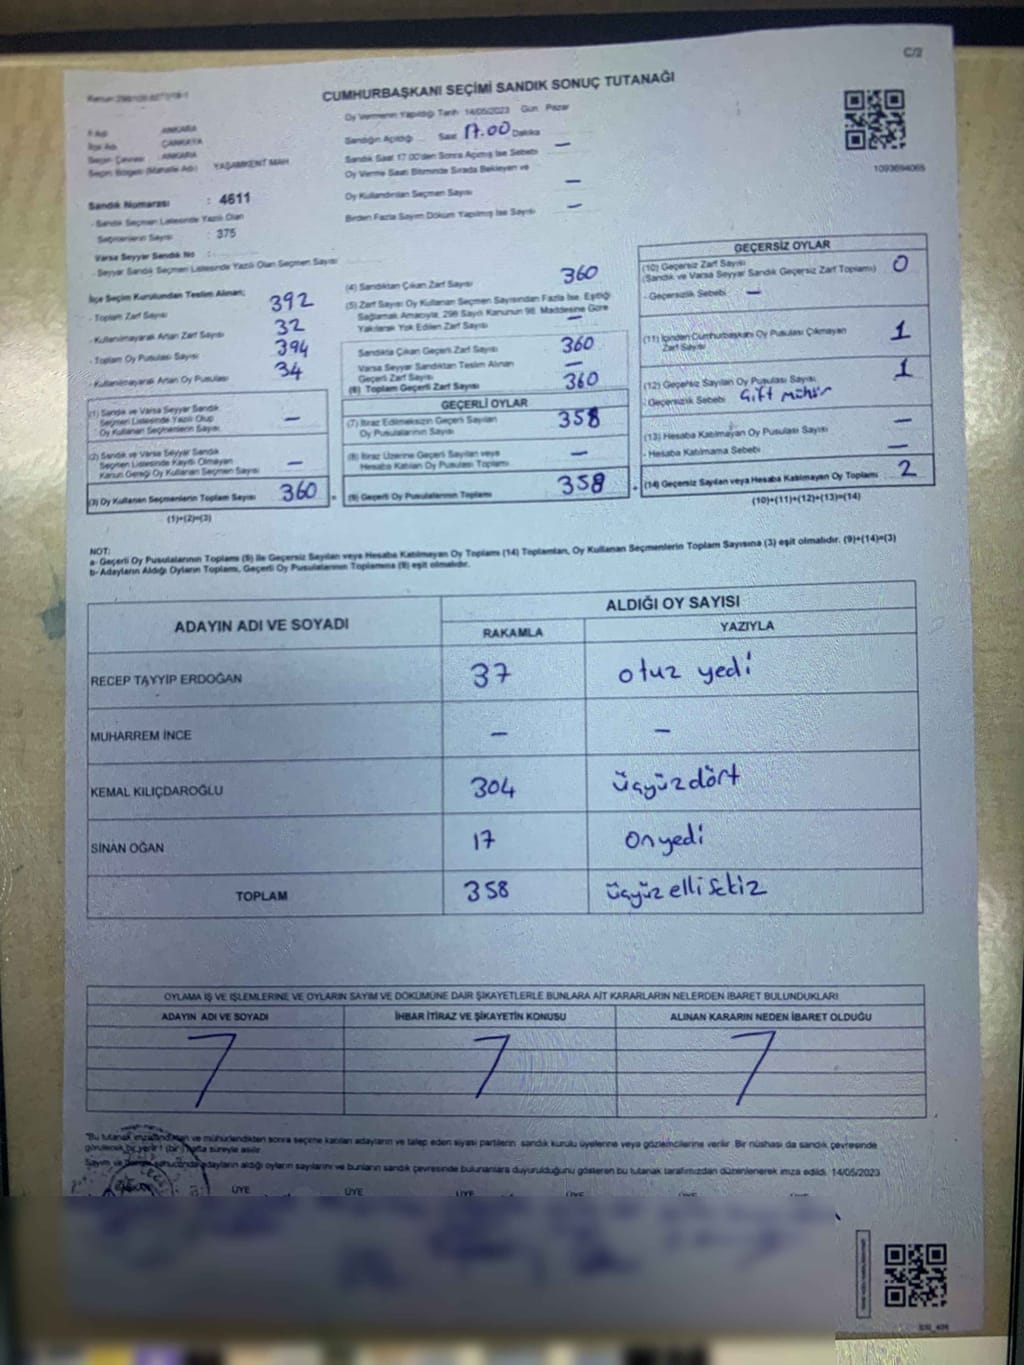 C/2
CUMHURBAŞKANI SEÇİMİ SANDIK SONUÇ TUTANAĞI
Oy Vermenin Yapıldığı Tarih 14/05/2023 Gün Pazar
Sandığın Açıldığı Saat 17.00 Dakika
Sandık Saat 17.00'den Sonra Açılmış İse Sebebi —
Oy Verme Saati Bitiminde Sırada Bekleyen ve
Oy Kullandırılan Seçmen Sayısı —
Birden Fazla Sayım Döküm Yapılmış İse Sayısı —
1093694065
ANKARA
ÇANKAYA
Seçim Çevresi : ANKARA
Seçim Bölgesi (Mahalle Adı) : YAŞAMKENT MAH.
Sandık Numarası : 4611
- Sandık Seçmen Listesinde Yazılı Olan
Seçmenlerin Sayısı : 375
Varsa Seyyar Sandık No :
- Seyyar Sandık Seçmen Listesinde Yazılı Olan Seçmen Sayısı
İlçe Seçim Kurulundan Teslim Alınan;
- Toplam Zarf Sayısı 392
- Kullanılmayarak Artan Zarf Sayısı 32
- Toplam Oy Pusulası Sayısı 394
- Kullanılmayarak Artan Oy Pusulası 34
(1) Sandık ve Varsa Seyyar Sandık
Seçmen Listesinde Yazılı Olup
Oy Kullanan Seçmenlerin Sayısı —
(2) Sandık ve Varsa Seyyar Sandık
Seçmen Listesinde Kayıtlı Olmayan
Kanun Gereği Oy Kullanan Seçmen Sayısı —
(3) Oy Kullanan Seçmenlerin Toplam Sayısı 360
(1)+(2)=(3)
(4) Sandıktan Çıkan Zarf Sayısı 360
(5) Zarf Sayısı Oy Kullanan Seçmen Sayısından Fazla İse, Eşitliği
Sağlamak Amacıyla, 298 Sayılı Kanunun 98. Maddesine Göre
Yakılarak Yok Edilen Zarf Sayısı —
Sandıkta Çıkan Geçerli Zarf Sayısı 360
Varsa Seyyar Sandıktan Teslim Alınan
Geçerli Zarf Sayısı —
(6) Toplam Geçerli Zarf Sayısı 360
GEÇERLİ OYLAR
(7) İtiraz Edilmeksizin Geçerli Sayılan
Oy Pusulalarının Sayısı 358
(8) İtiraz Üzerine Geçerli Sayılan veya
Hesaba Katılan Oy Pusulası Toplamı —
(9) Geçerli Oy Pusulalarının Toplamı 358
GEÇERSİZ OYLAR
(10) Geçersiz Zarf Sayısı
(Sandık ve Varsa Seyyar Sandık Geçersiz Zarf Toplamı) 0
- Geçersizlik Sebebi —
(11) İçinden Cumhurbaşkanı Oy Pusulası Çıkmayan
Zarf Sayısı 1
(12) Geçersiz Sayılan Oy Pusulası Sayısı 1
- Geçersizlik Sebebi Çift mühür
(13) Hesaba Katılmayan Oy Pusulası Sayısı —
- Hesaba Katılmama Sebebi —
(14) Geçersiz Sayılan veya Hesaba Katılmayan Oy Toplamı 2
(10)+(11)+(12)+(13)=(14)
NOT:
a- Geçerli Oy Pusulalarının Toplamı (9) ile Geçersiz Sayılan veya Hesaba Katılmayan Oy Toplamı (14) Toplamları, Oy Kullanan Seçmenlerin Toplam Sayısına (3) eşit olmalıdır. (9)+(14)=(3)
b- Adayların Aldığı Oyların Toplamı, Geçerli Oy Pusulalarının Toplamına (9) eşit olmalıdır.
ADAYIN ADI VE SOYADI
ALDIĞI OY SAYISI
RAKAMLA YAZIYLA
RECEP TAYYİP ERDOĞAN 37 otuz yedi
MUHARREM İNCE — —
KEMAL KILIÇDAROĞLU 304 üçyüzdört
SİNAN OĞAN 17 onyedi
TOPLAM 358 üçyüz elli sekiz
OYLAMA İŞ VE İŞLEMLERİNE VE OYLARIN SAYIM VE DÖKÜMÜNE DAİR ŞİKAYETLERLE BUNLARA AİT KARARLARIN NELERDEN İBARET BULUNDUKLARI
ADAYIN ADI VE SOYADI İHBAR İTİRAZ VE ŞİKAYETİN KONUSU ALINAN KARARIN NEDEN İBARET OLDUĞU
"Bu tutanak imzalandıktan ve mühürlendikten sonra seçime katılan adayların ve talep eden siyasi partilerin sandık kurulu üyelerine veya gözlemcilerine verilir. Bir nüshası da sandık çevresinde
görülecek bir yere 1 (bir) hafta süreyle asılır.
Sayım ve döküm sonucunda adayların aldığı oyların sayılarını ve bunların sandık çevresinde bulunanlara duyurulduğunu gösteren bu tutanak tarafımızdan düzenlenerek imza edildi. 14/05/2023
ÜYE ÜYE ÜYE ÜYE ÜYE ÜYE